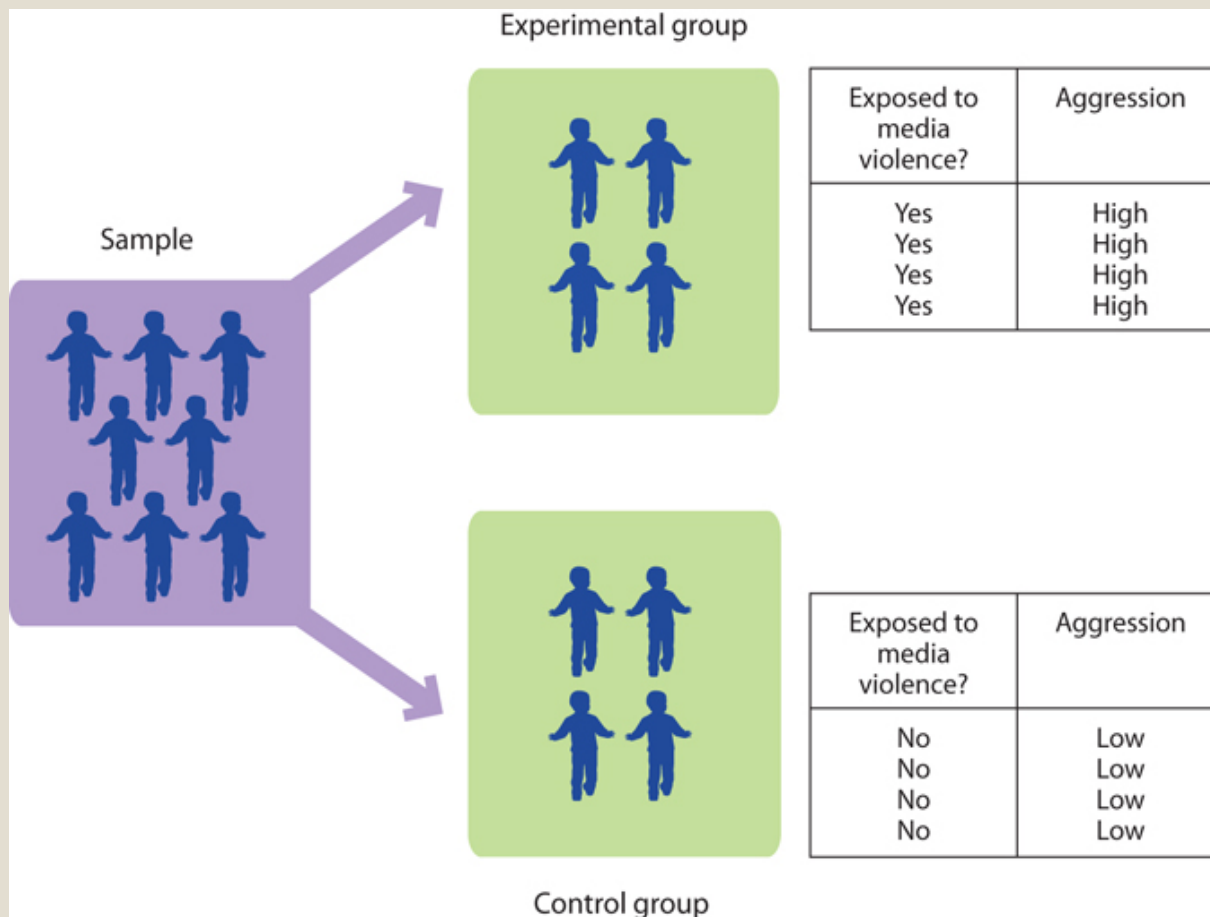 Experimental group
Exposed to
media
violence?
Aggression
Yes High
Yes High
Yes High
Yes High
Sample
Exposed to
media
violence?
Aggression
No Low
No Low
No Low
No Low
Control group